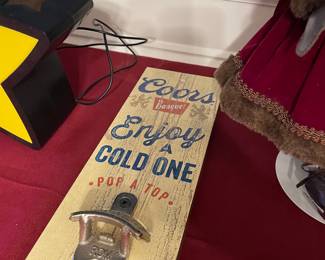 Coors
Banquet
Enjoy
A
COLD ONE
• POP A TOP •